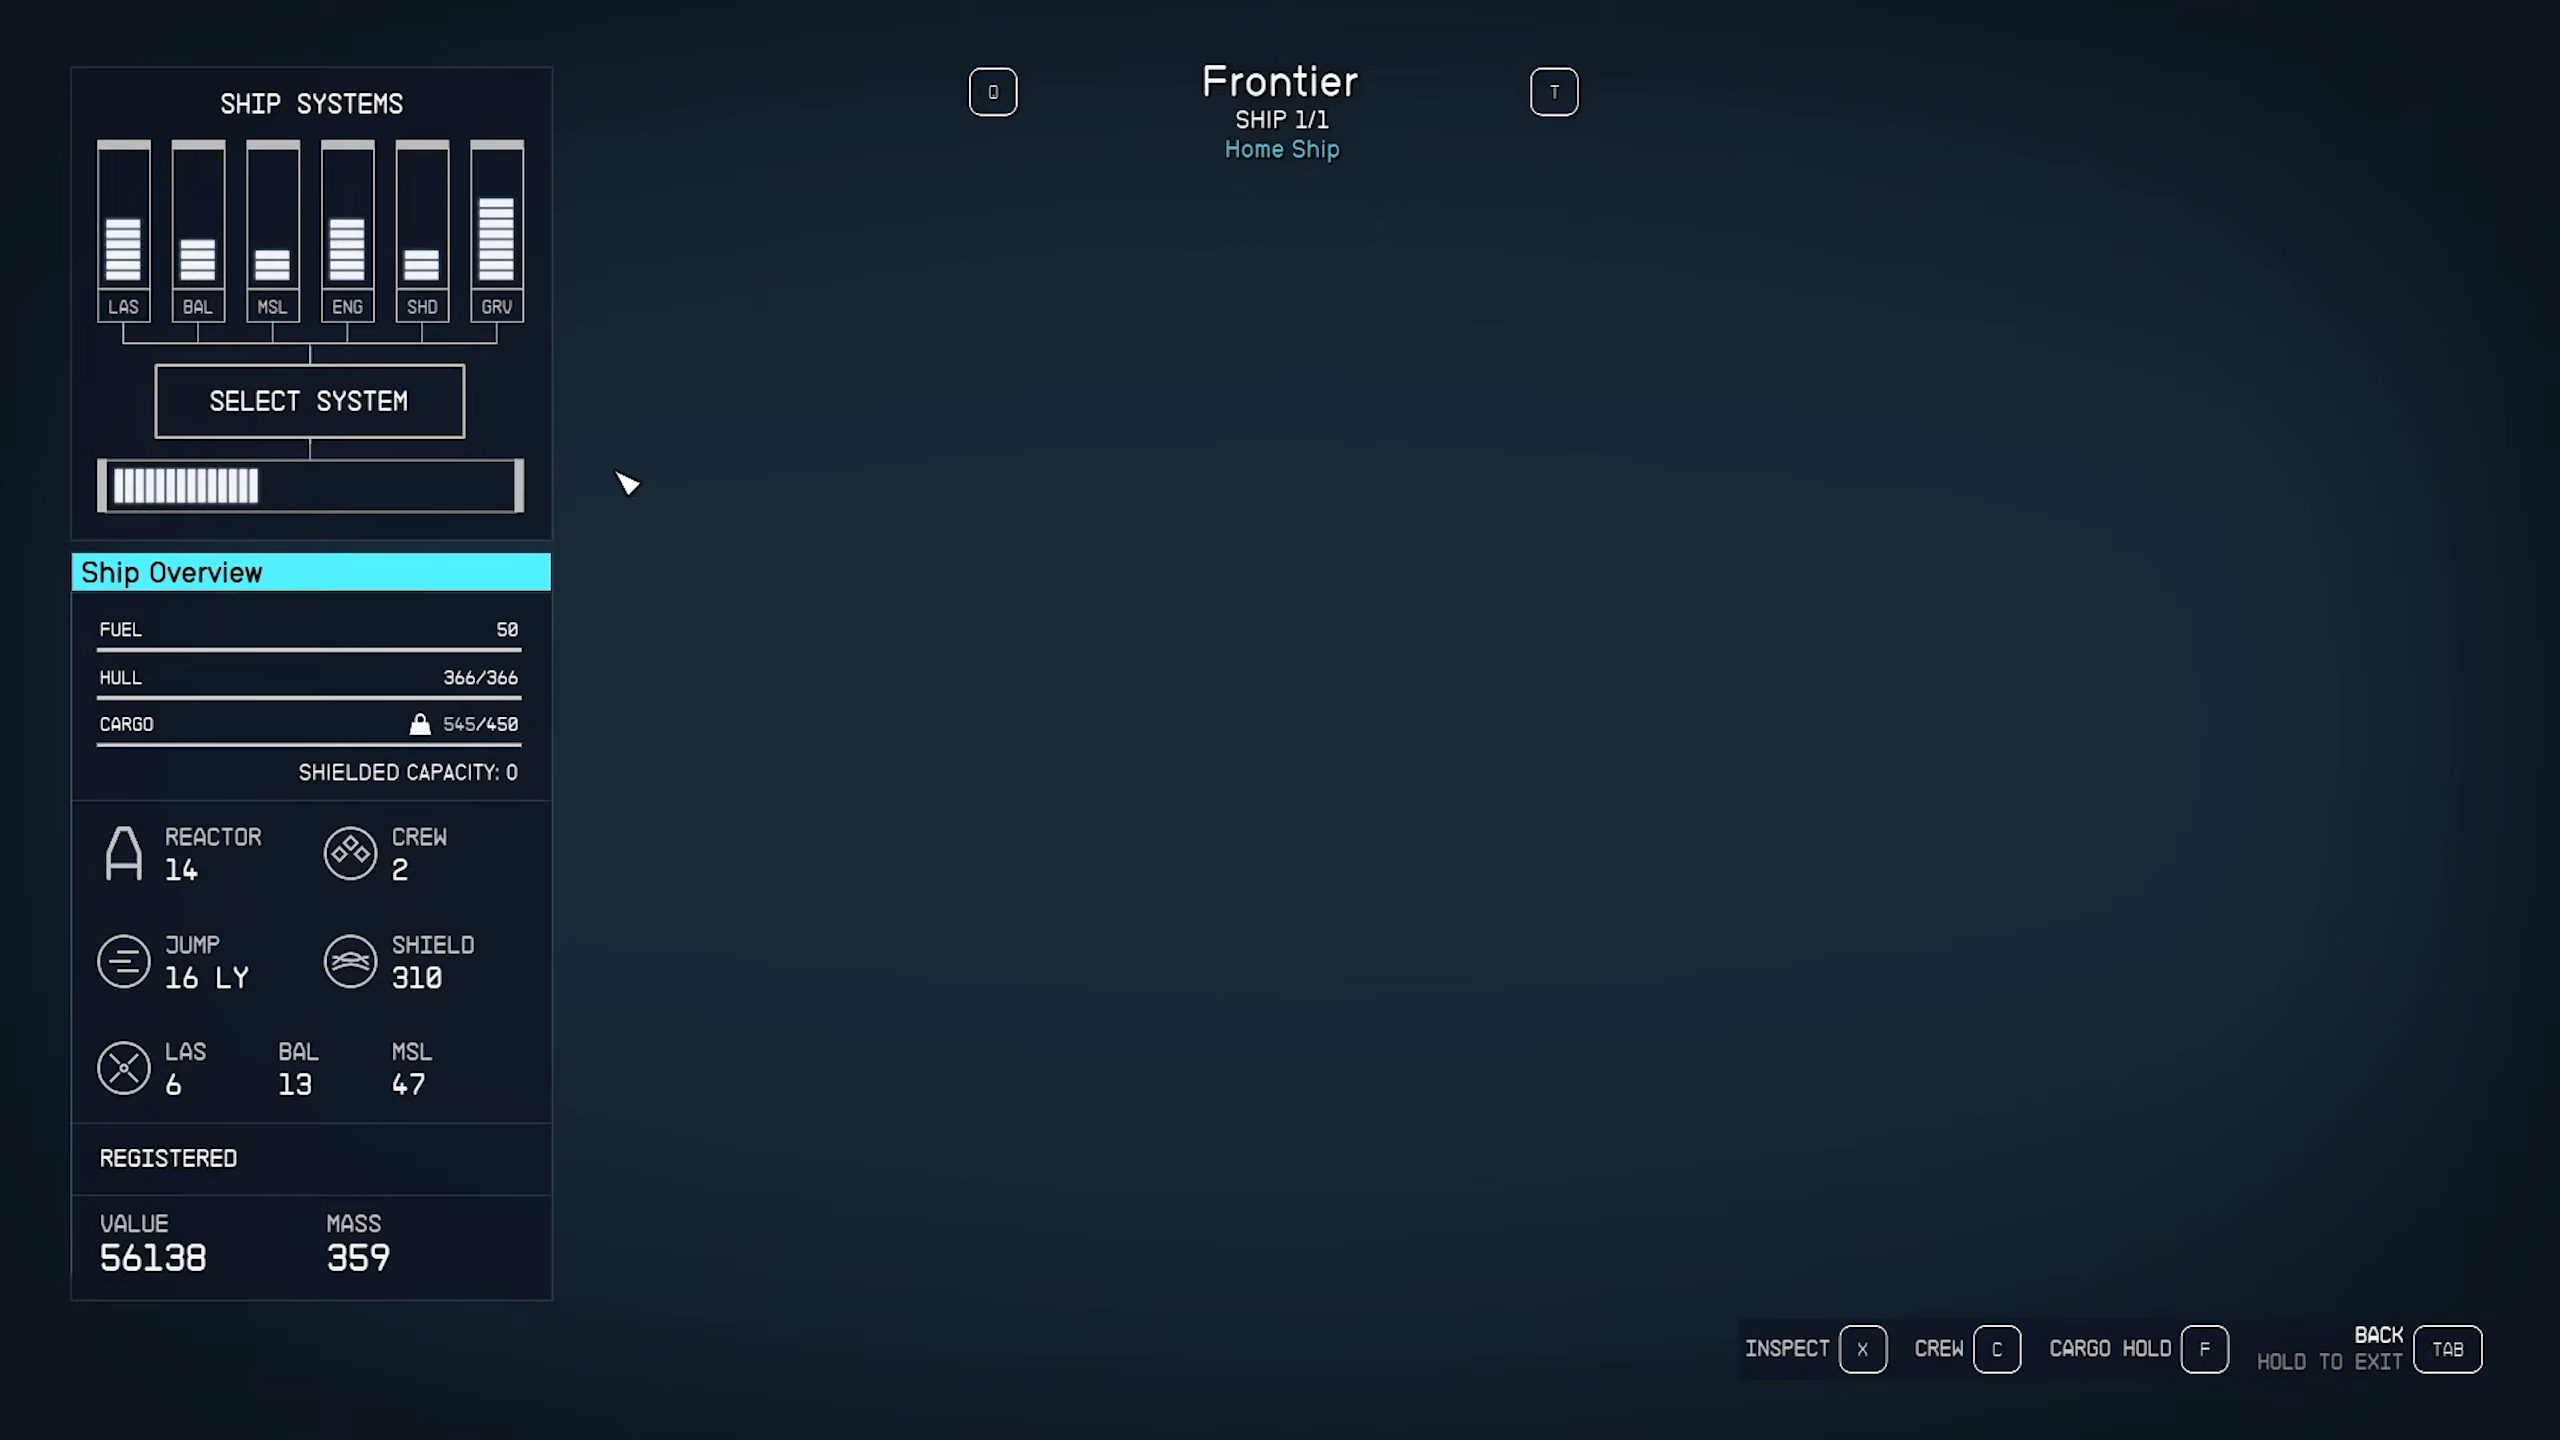 SHIP SYSTEMS
LAS BAL MSL ENG SHD GRV
SELECT SYSTEM
Q
Frontier
T
SHIP 1/1
Home Ship
Ship Overview
FUEL 50
HULL 366/366
CARGO 545/450
SHIELDED CAPACITY: 0
REACTOR CREW
14 2
JUMP SHIELD
16 LY 310
LAS BAL MSL
6 13 47
REGISTERED
VALUE MASS
56138 359
INSPECT X CREW C CARGO HOLD F BACK TAB
HOLD TO EXIT